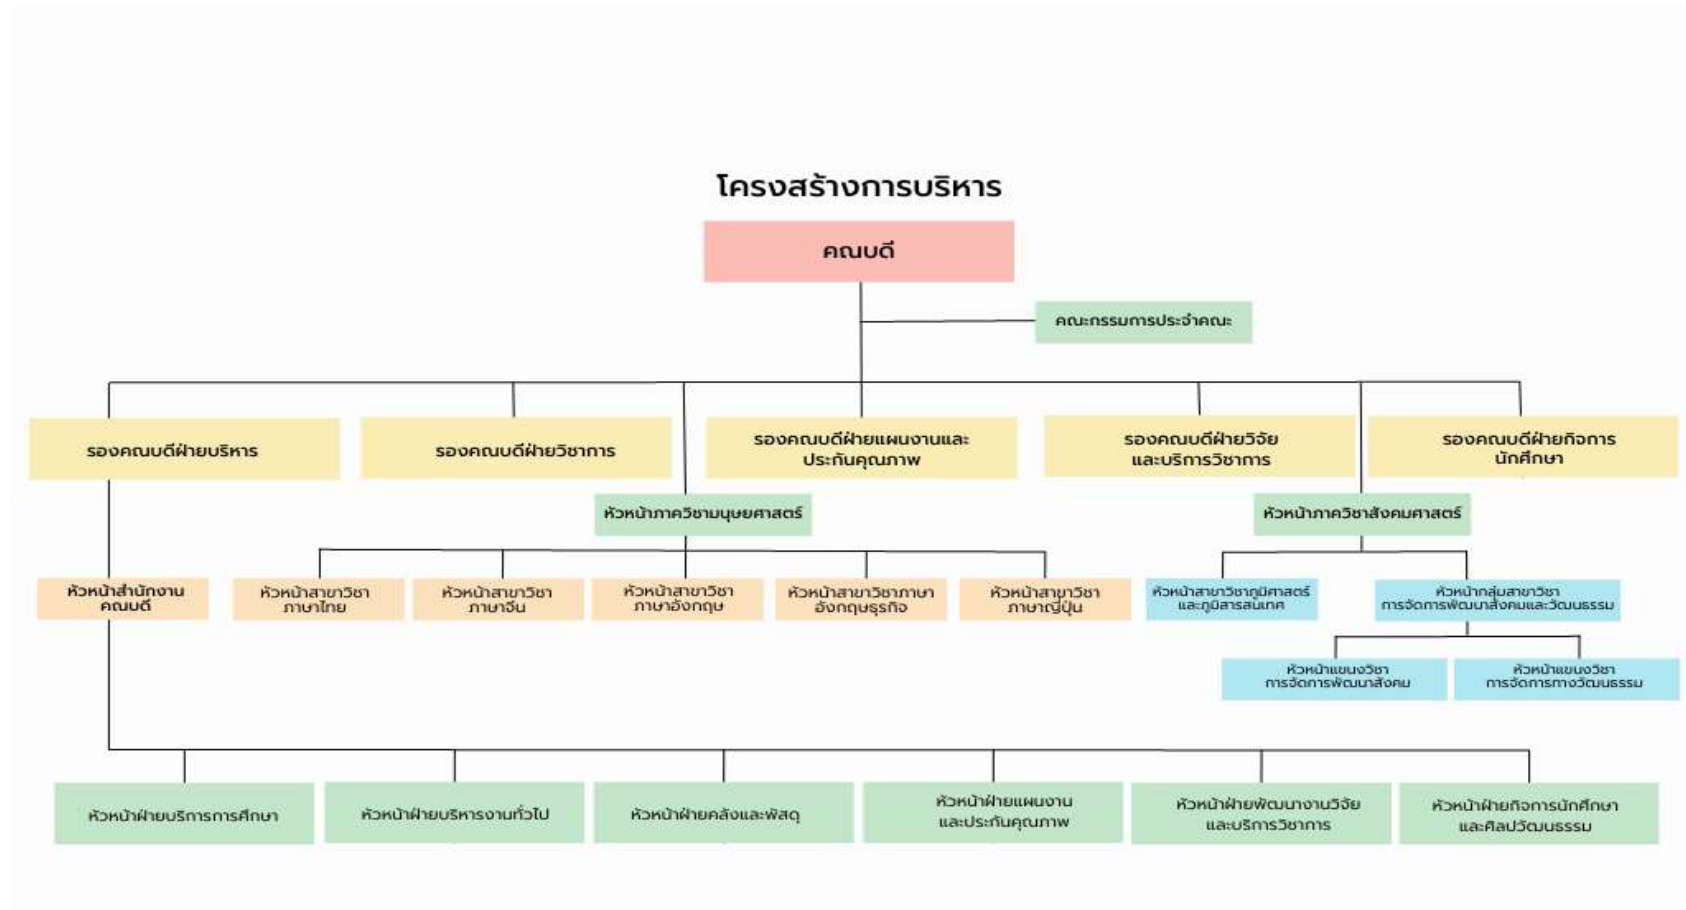 โครงสร้างการบริหาร
คณบดี
คณะกรรมการประจำคณะ
รองคณบดีฝ่ายบริหาร
รองคณบดีฝ่ายวิชาการ
รองคณบดีฝ่ายแผนงานและ
ประกันคุณภาพ
รองคณบดีฝ่ายวิจัย
และบริการวิชาการ
รองคณบดีฝ่ายกิจการ
นักศึกษา
หัวหน้าภาควิชามนุษยศาสตร์
หัวหน้าภาควิชาสังคมศาสตร์
หัวหน้าสำนักงาน
คณบดี
หัวหน้าสาขาวิชา
ภาษาไทย
หัวหน้าสาขาวิชา
ภาษาจีน
หัวหน้าสาขาวิชา
ภาษาอังกฤษ
หัวหน้าสาขาวิชาภาษา
อังกฤษธุรกิจ
หัวหน้าสาขาวิชา
ภาษาญี่ปุ่น
หัวหน้าสาขาวิชาภูมิศาสตร์
และภูมิสารสนเทศ
หัวหน้ากลุ่มสาขาวิชา
การจัดการพัฒนาสังคมและวัฒนธรรม
หัวหน้าแขนงวิชา
การจัดการพัฒนาสังคม
หัวหน้าแขนงวิชา
การจัดการทางวัฒนธรรม
หัวหน้าฝ่ายบริการการศึกษา
หัวหน้าฝ่ายบริหารงานทั่วไป
หัวหน้าฝ่ายคลังและพัสดุ
หัวหน้าฝ่ายแผนงาน
และประกันคุณภาพ
หัวหน้าฝ่ายพัฒนางานวิจัย
และบริการวิชาการ
หัวหน้าฝ่ายกิจการนักศึกษา
และศิลปวัฒนธรรม